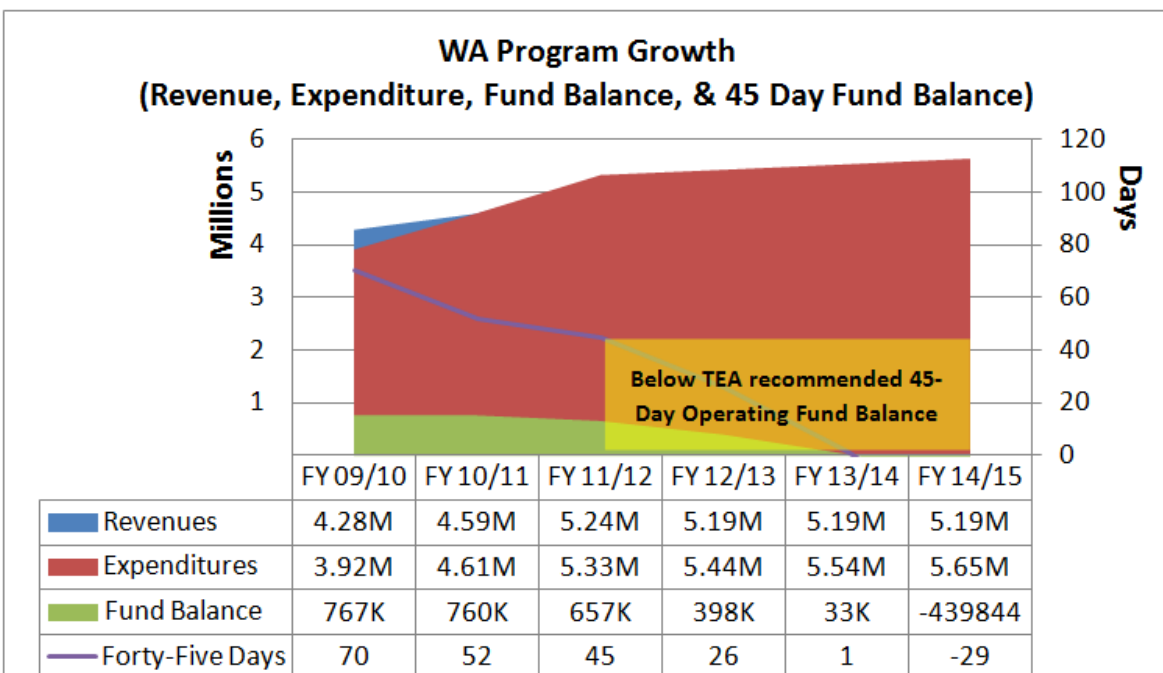 WA Program Growth
(Revenue, Expenditure, Fund Balance, & 45 Day Fund Balance)
Millions
Days
6 120
5 100
4 80
3 60
2 40
1 20
0
Below TEA recommended 45-
Day Operating Fund Balance
FY 09/10 FY 10/11 FY 11/12 FY 12/13 FY 13/14 FY 14/15
Revenues 4.28M 4.59M 5.24M 5.19M 5.19M 5.19M
Expenditures 3.92M 4.61M 5.33M 5.44M 5.54M 5.65M
Fund Balance 767K 760K 657K 398K 33K -439844
Forty-Five Days 70 52 45 26 1 -29